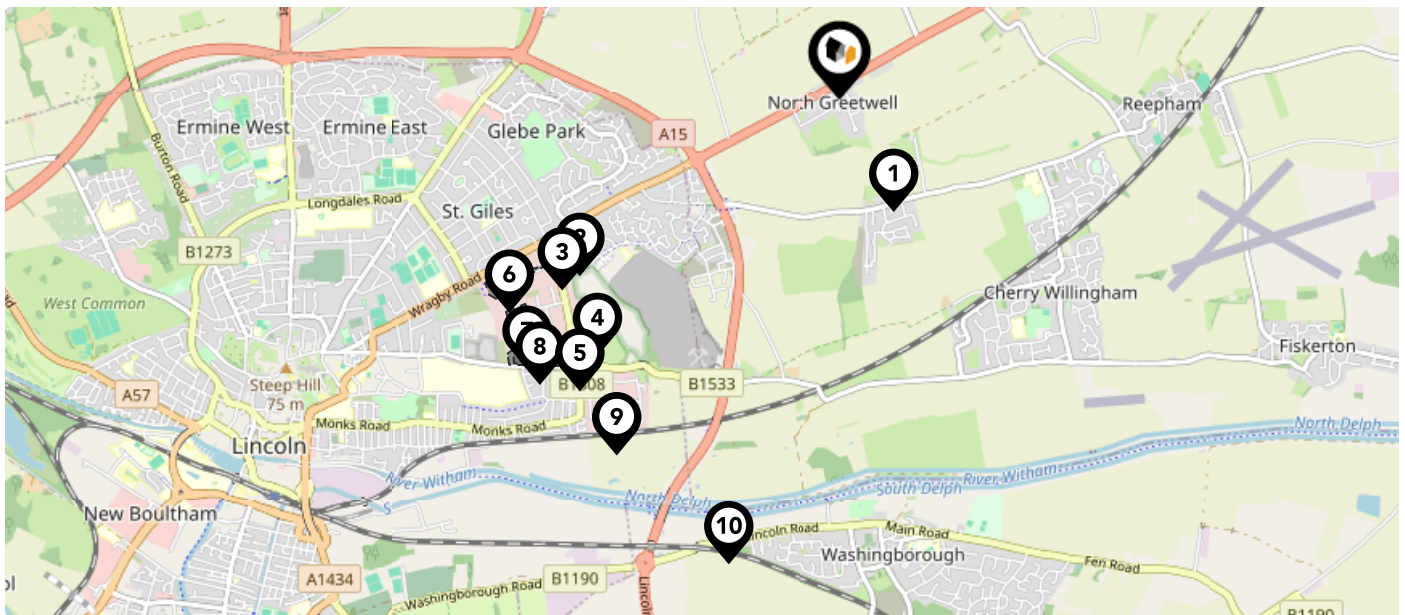 North Greetwell
Reepham
Ermine West
Ermine East
Glebe Park
A15
Burton Road
1
Longdales Road
St. Giles
B1273
3
6
West Common
Wragby Road
Cherry Willingham
4
7
8
5
Fiskerton
Steep Hill
75 m
B1308
B1533
A57
9
Monks Road
Monks Road
North Delph
Lincoln
River Witham
River Witham
North Delph
South Delph
New Boultham
10
Lincoln Road
Main Road
Washingborough
Fen Road
A1434
B1190
Washingborough Road
B1190